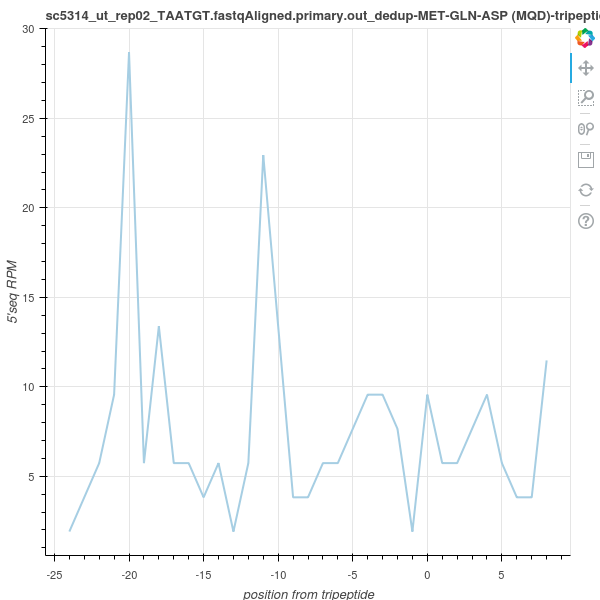 sc5314_ut_rep02_TAATGT.fastqAligned.primary.out_dedup-MET-GLN-ASP (MQD)-tripepti
30
25
20
15
10
5
5'seq RPM
-25 -20 -15 -10 -5 0 5
position from tripeptide